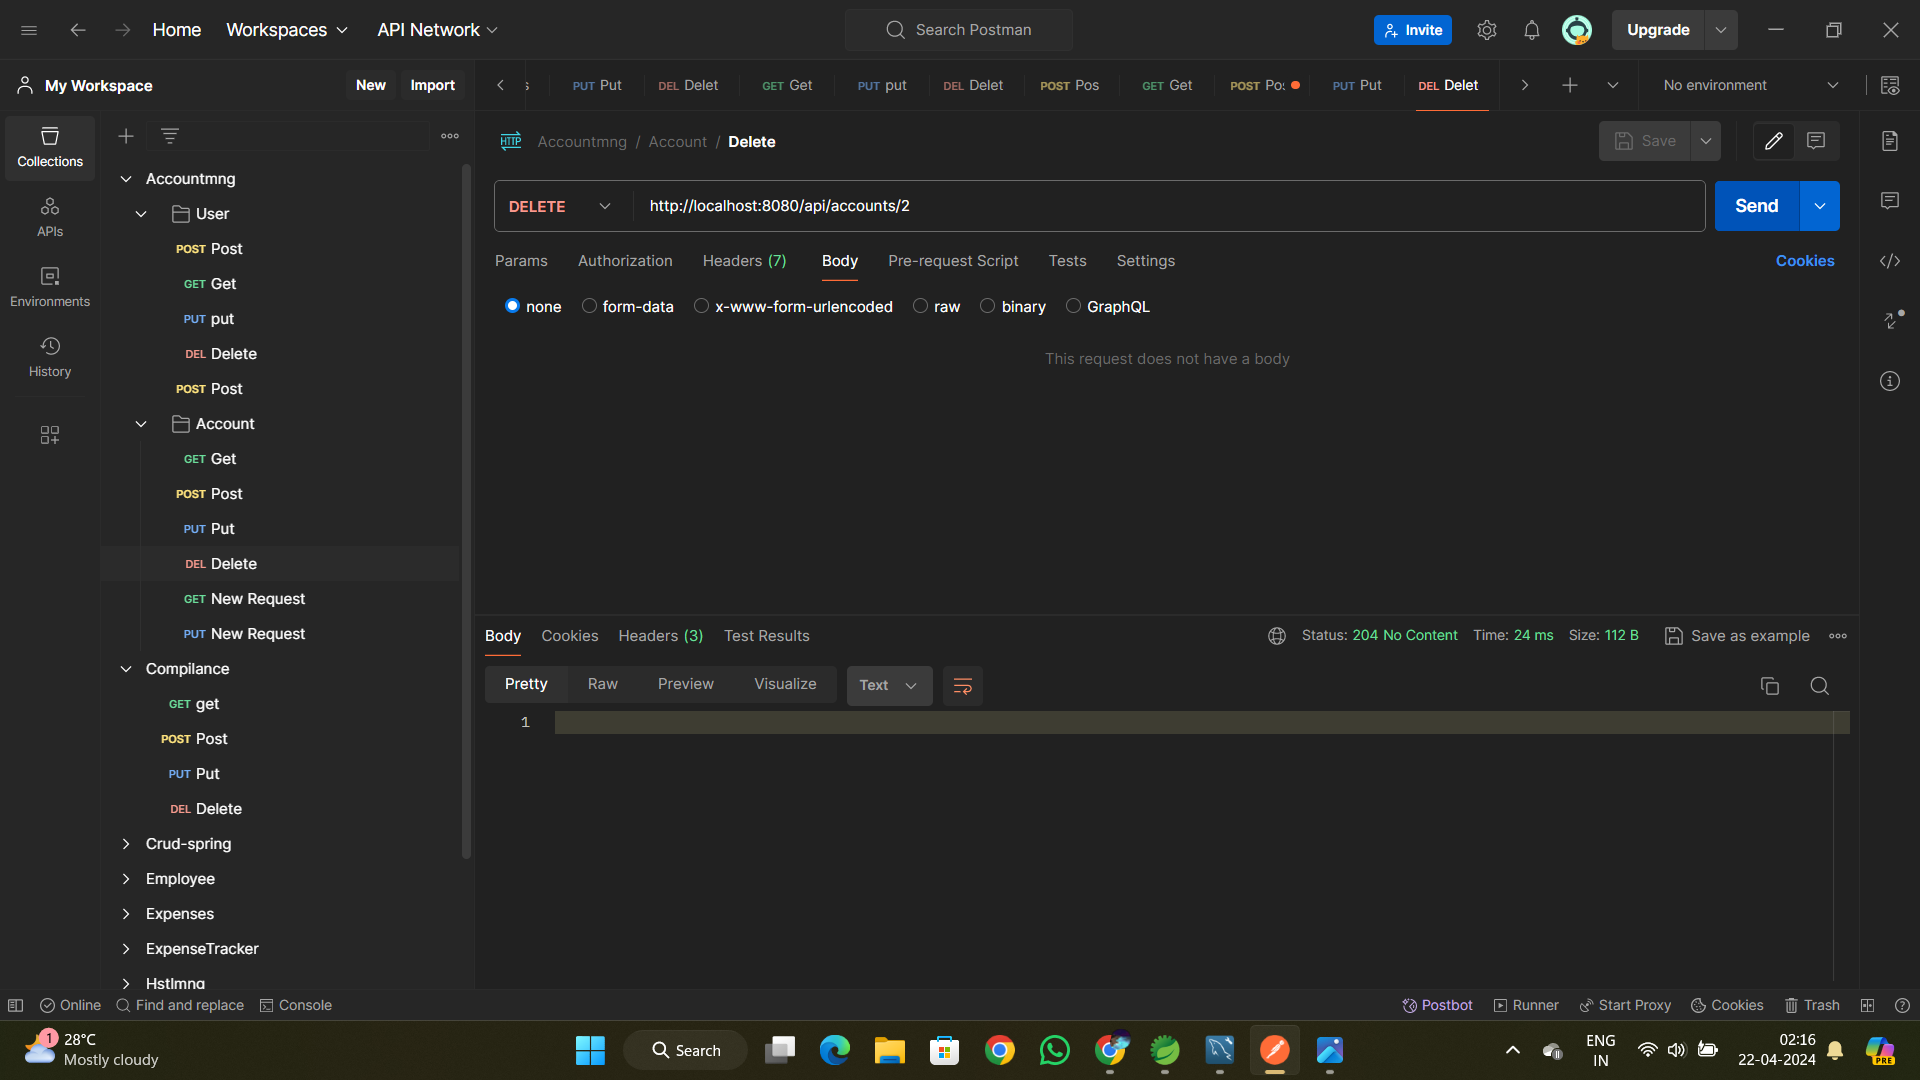 Home Workspaces API Network Search Postman Invite Upgrade
My Workspace New Import
PUT Put DEL Delet GET Get PUT put DEL Delet POST Pos GET Get POST Po PUT Put DEL Delet No environment
Collections
APIs
Environments
History
Accountmng
User
POST Post
GET Get
PUT put
DEL Delete
POST Post
Account
GET Get
POST Post
PUT Put
DEL Delete
GET New Request
PUT New Request
Compilance
GET get
POST Post
PUT Put
DEL Delete
Crud-spring
Employee
Expenses
ExpenseTracker
Hstlmng
HTTP Accountmng / Account / Delete Save
DELETE http://localhost:8080/api/accounts/2 Send
Params Authorization Headers (7) Body Pre-request Script Tests Settings Cookies
none form-data x-www-form-urlencoded raw binary GraphQL
This request does not have a body
Body Cookies Headers (3) Test Results Status: 204 No Content Time: 24 ms Size: 112 B Save as example
Pretty Raw Preview Visualize Text
1
Online Find and replace Console Postbot Runner Start Proxy Cookies Trash
1 28°C
Mostly cloudy
Search
ENG
IN
02:16
22-04-2024
PRE